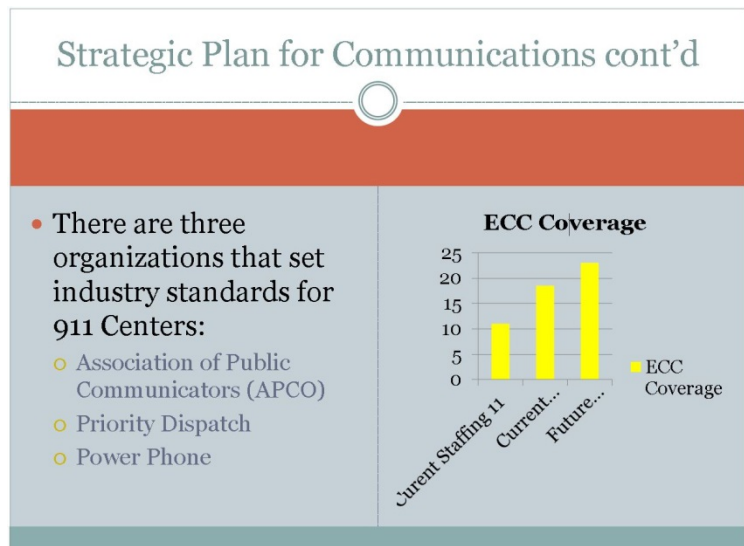 Strategic Plan for Communications cont’d
• There are three
organizations that set
industry standards for
911 Centers:
o Association of Public
Communicators (APCO)
o Priority Dispatch
o Power Phone
ECC Coverage
25
20
15
10
5
0
Curent Staffing 11
Current...
Future...
ECC
Coverage